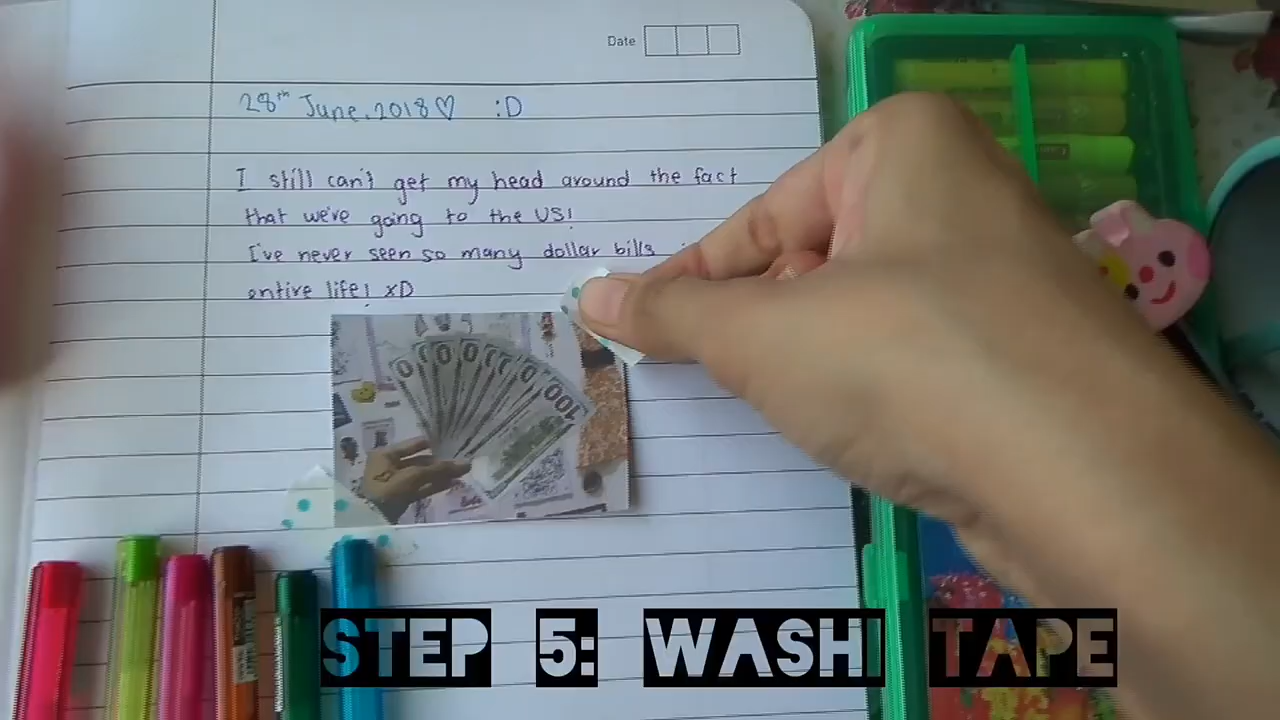 Date
28th June, 2018♡ :D
I still can't get my head around the fact
that we're going to the US!
I've never seen so many dollar bills
entire life! xD
100
STEP 5: WASHI TAPE